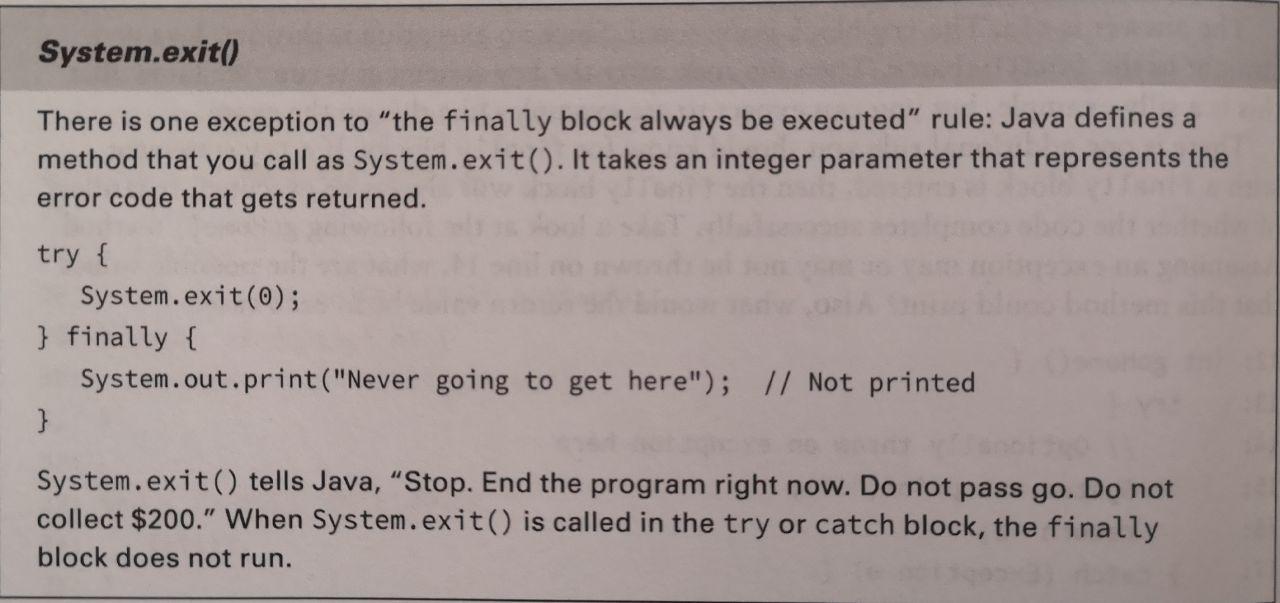 System.exit()
There is one exception to “the finally block always be executed” rule: Java defines a
method that you call as System.exit(). It takes an integer parameter that represents the
error code that gets returned.
try {
   System.exit(0);
} finally {
   System.out.print("Never going to get here");  // Not printed
}
System.exit() tells Java, “Stop. End the program right now. Do not pass go. Do not
collect $200.” When System.exit() is called in the try or catch block, the finally
block does not run.